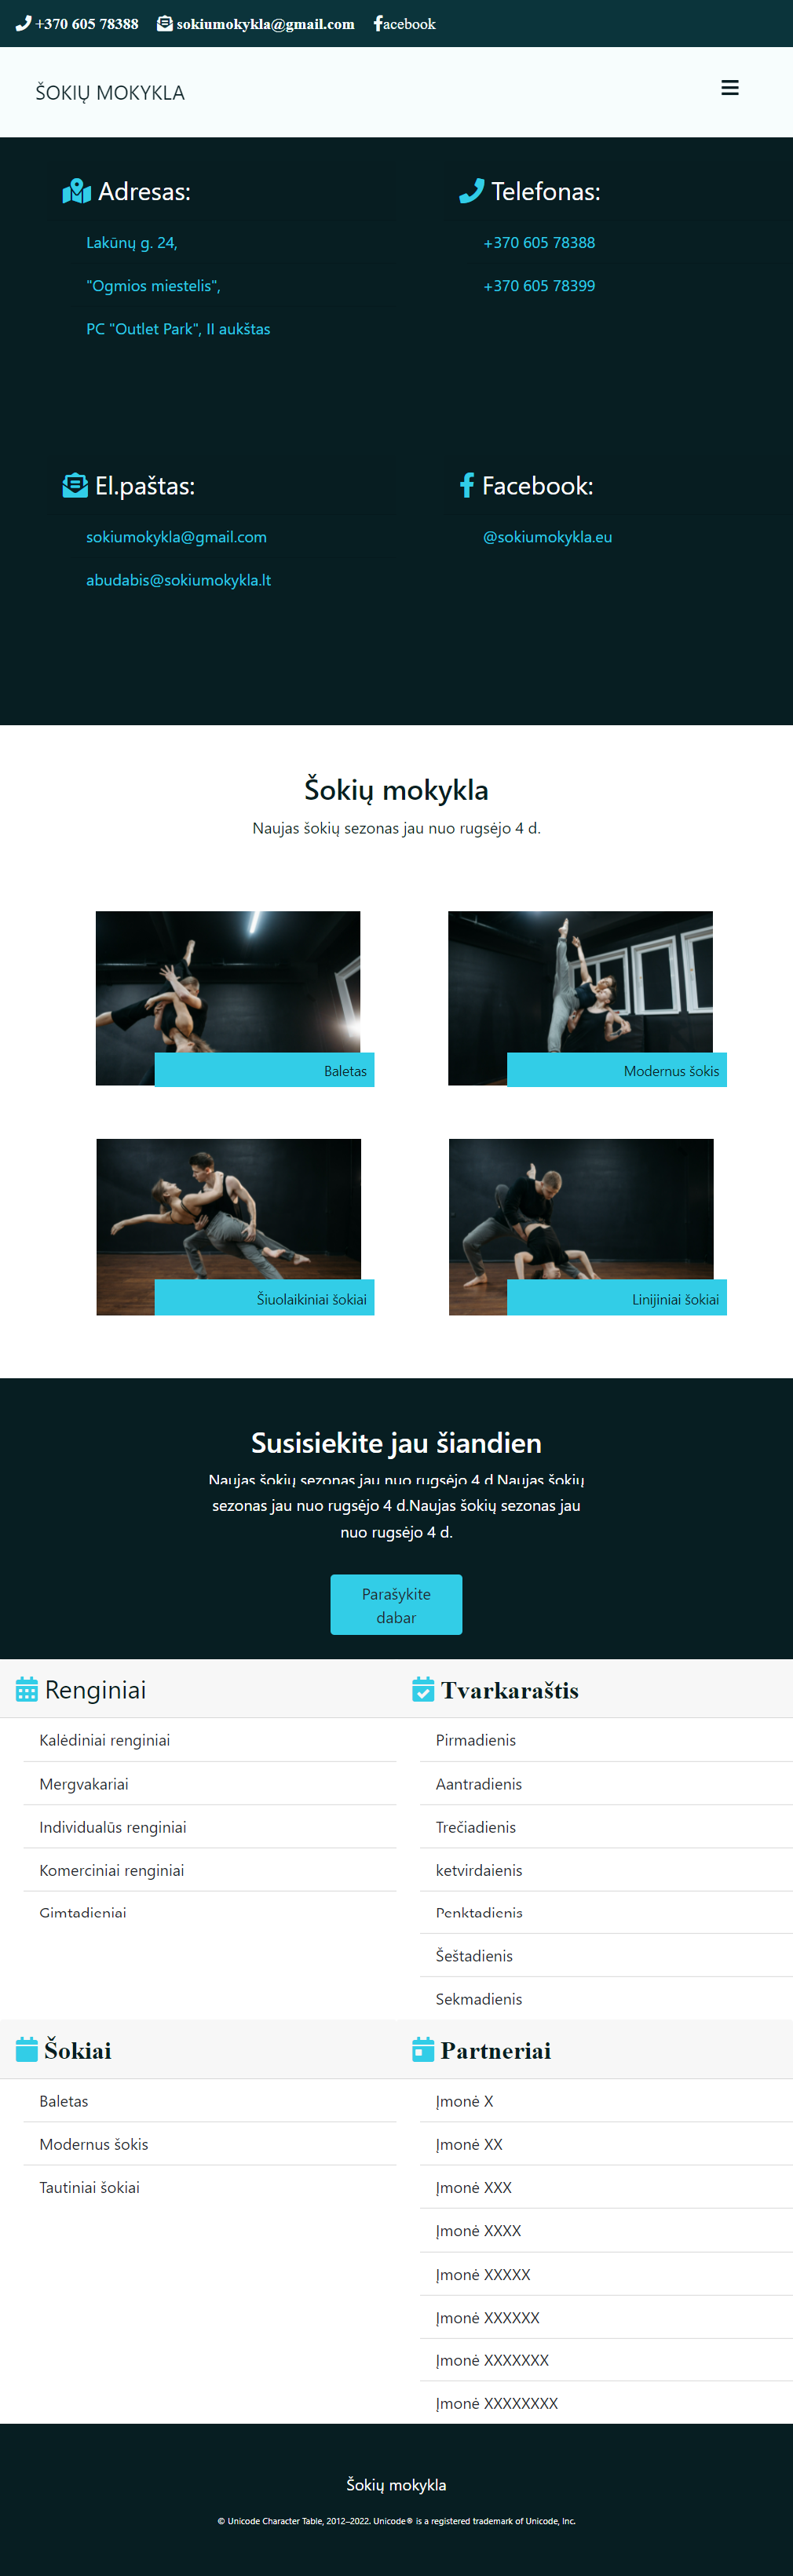 +370 605 78388 sokiumokykla@gmail.com facebook
ŠOKIŲ MOKYKLA
Adresas:
Lakūnų g. 24,
"Ogmios miestelis",
PC "Outlet Park", II aukštas
Telefonas:
+370 605 78388
+370 605 78399
El.paštas:
sokiumokykla@gmail.com
abudabis@sokiumokykla.lt
Facebook:
@sokiumokykla.eu
Šokių mokykla
Naujas šokių sezonas jau nuo rugsėjo 4 d.
Baletas
Modernus šokis
Šiuolaikiniai šokiai
Linijiniai šokiai
Susisiekite jau šiandien
Naujas šokių sezonas jau nuo rugsėjo 4 d.Naujas šokių
sezonas jau nuo rugsėjo 4 d.Naujas šokių sezonas jau
nuo rugsėjo 4 d.
Parašykite
dabar
Renginiai
Kalėdiniai renginiai
Mergvakariai
Individualūs renginiai
Komerciniai renginiai
Gimtadieniai
Tvarkaraštis
Pirmadienis
Aantradienis
Trečiadienis
ketvirdaienis
Penktadienis
Šeštadienis
Sekmadienis
Šokiai
Baletas
Modernus šokis
Tautiniai šokiai
Partneriai
Įmonė X
Įmonė XX
Įmonė XXX
Įmonė XXXX
Įmonė XXXXX
Įmonė XXXXXX
Įmonė XXXXXXX
Įmonė XXXXXXXX
Šokių mokykla
© Unicode Character Table, 2012–2022. Unicode® is a registered trademark of Unicode, Inc.